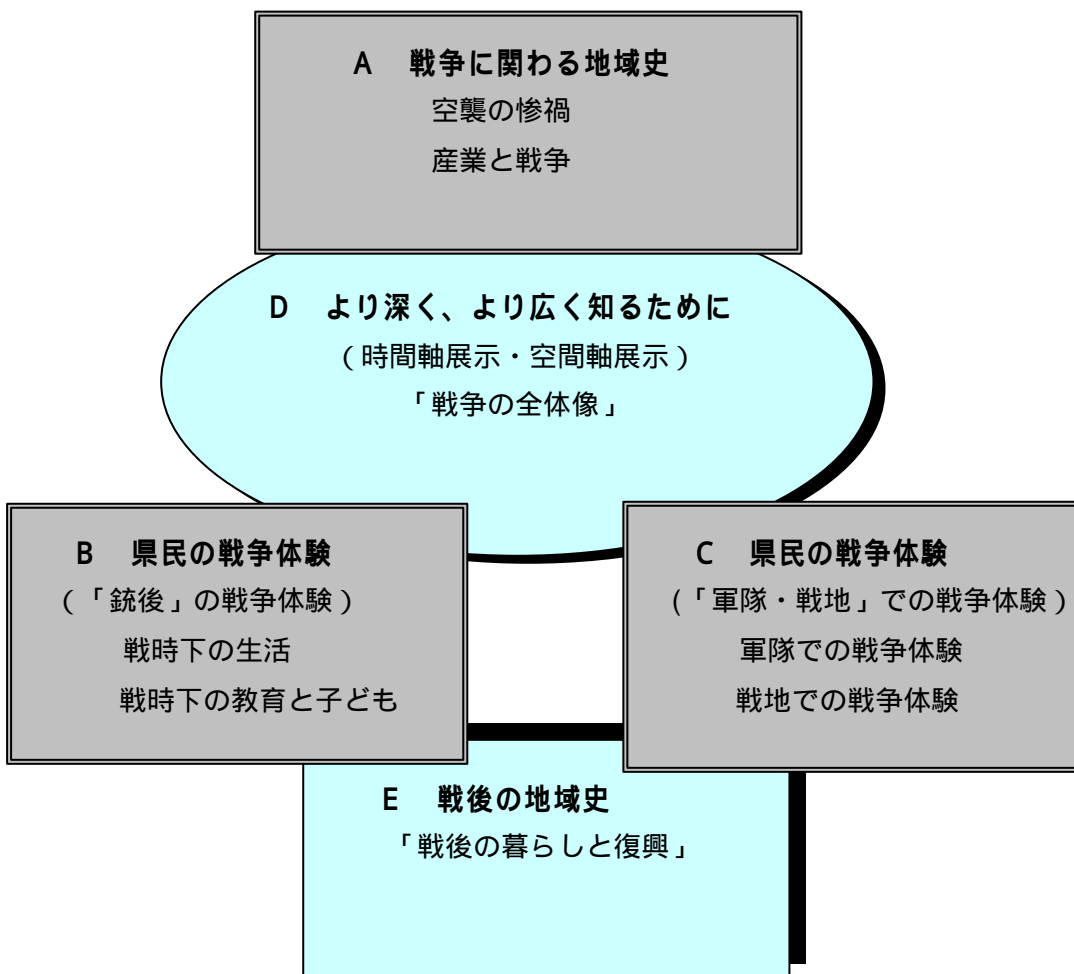 A 戦争に関わる地域史
空襲の惨禍
産業と戦争
D より深く、より広く知るために
(時間軸展示・空間軸展示)
「戦争の全体像」
B 県民の戦争体験
(「銃後」の戦争体験)
戦時下の生活
戦時下の教育と子ども
C 県民の戦争体験
(「軍隊・戦地」での戦争体験)
軍隊での戦争体験
戦地での戦争体験
E 戦後の地域史
「戦後の暮らしと復興」